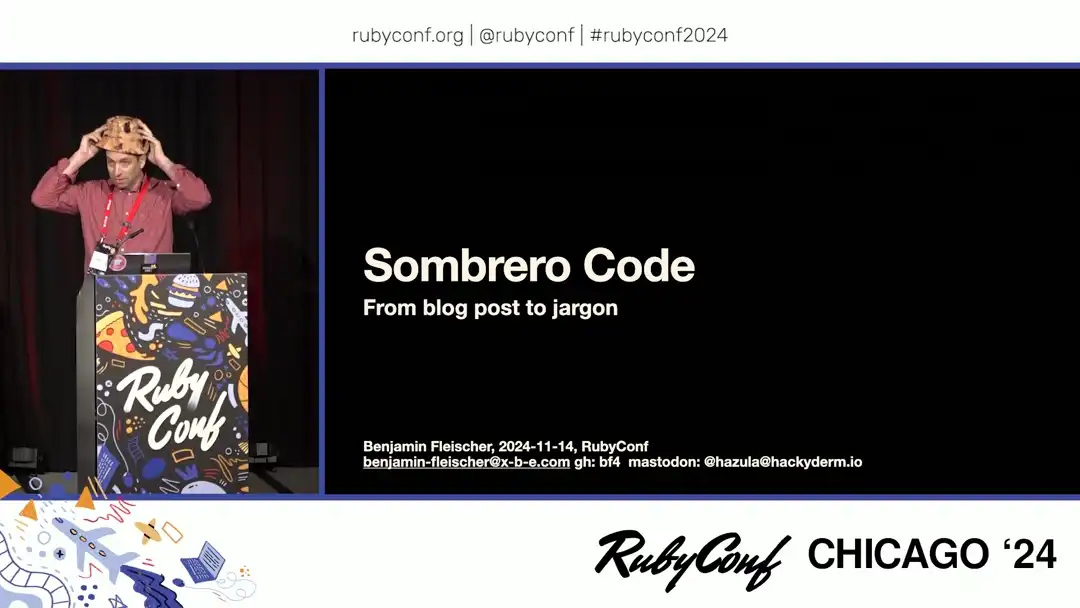 rubyconf.org | @rubyconf | #rubyconf2024
Sombrero Code
From blog post to jargon
Benjamin Fleischer, 2024-11-14, RubyConf
benjamin-fleischer@x-b-e.com gh: bf4 mastodon: @hazula@hackyderm.io
Ruby
Conf
RubyConf CHICAGO ‘24